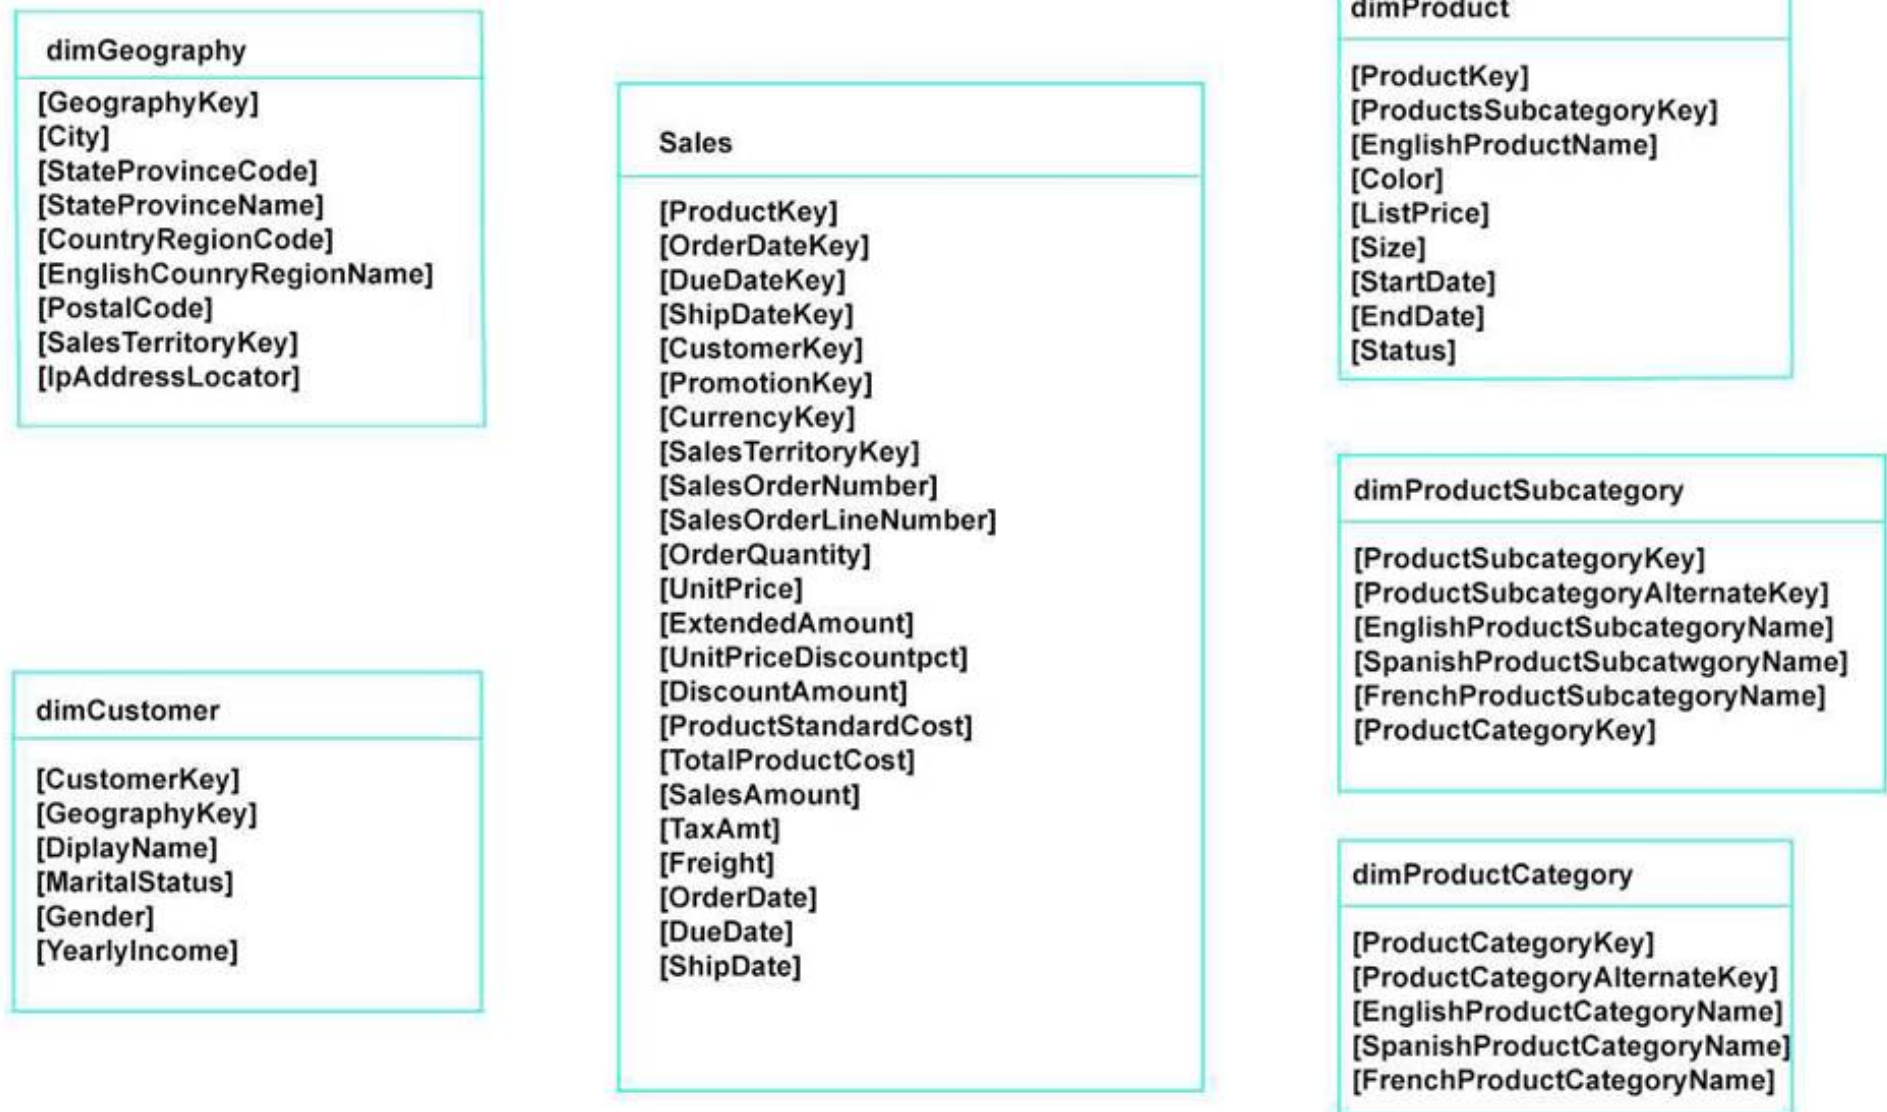 dimGeography
[GeographyKey]
[City]
[StateProvinceCode]
[StateProvinceName]
[CountryRegionCode]
[EnglishCounryRegionName]
[PostalCode]
[SalesTerritoryKey]
[IpAddressLocator]
dimCustomer
[CustomerKey]
[GeographyKey]
[DiplayName]
[MaritalStatus]
[Gender]
[YearlyIncome]
Sales
[ProductKey]
[OrderDateKey]
[DueDateKey]
[ShipDateKey]
[CustomerKey]
[PromotionKey]
[CurrencyKey]
[SalesTerritoryKey]
[SalesOrderNumber]
[SalesOrderLineNumber]
[OrderQuantity]
[UnitPrice]
[ExtendedAmount]
[UnitPriceDiscountpct]
[DiscountAmount]
[ProductStandardCost]
[TotalProductCost]
[SalesAmount]
[TaxAmt]
[Freight]
[OrderDate]
[DueDate]
[ShipDate]
dimProduct
[ProductKey]
[ProductsSubcategoryKey]
[EnglishProductName]
[Color]
[ListPrice]
[Size]
[StartDate]
[EndDate]
[Status]
dimProductSubcategory
[ProductSubcategoryKey]
[ProductSubcategoryAlternateKey]
[EnglishProductSubcategoryName]
[SpanishProductSubcatwgoryName]
[FrenchProductSubcategoryName]
[ProductCategoryKey]
dimProductCategory
[ProductCategoryKey]
[ProductCategoryAlternateKey]
[EnglishProductCategoryName]
[SpanishProductCategoryName]
[FrenchProductCategoryName]